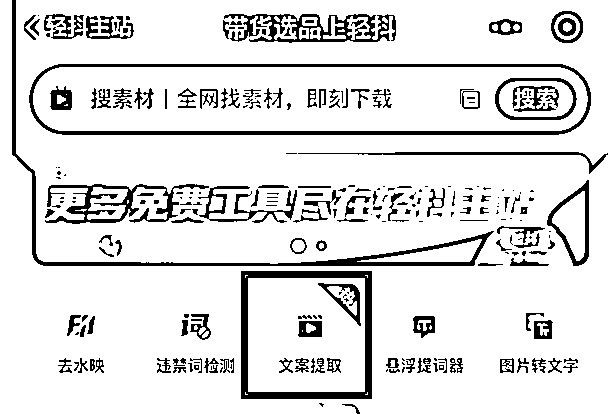 轻抖主站 带货选品上轻抖
搜素材 | 全网找素材，即刻下载 搜索
更多免费工具尽在轻抖主站
去水映 违禁词检测 文案提取 悬浮提词器 图片转文字